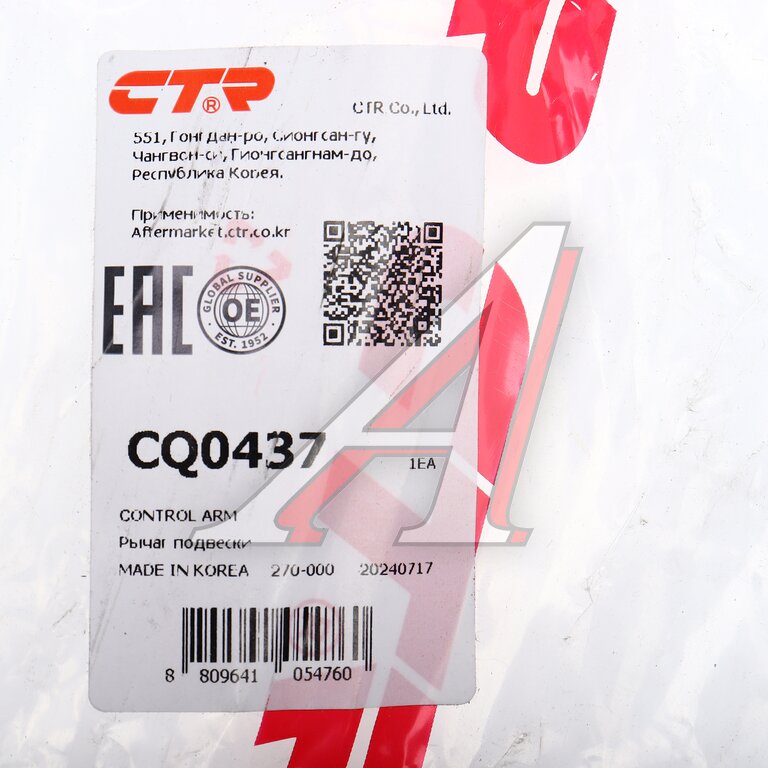 CTR®
CTR Co., Ltd.
551, Гонгдан-ро, Сионгсан-гу,
Чангвон-си, Гионгсангнам-до,
Республика Корея.
Применимость:
Aftermarket.ctr.co.kr
EAC
GLOBAL SUPPLIER
OE
EST. 1952
CQ0437
1EA
CONTROL ARM
Рычаг подвески
MADE IN KOREA 270-000 20240717
8 809641 054760